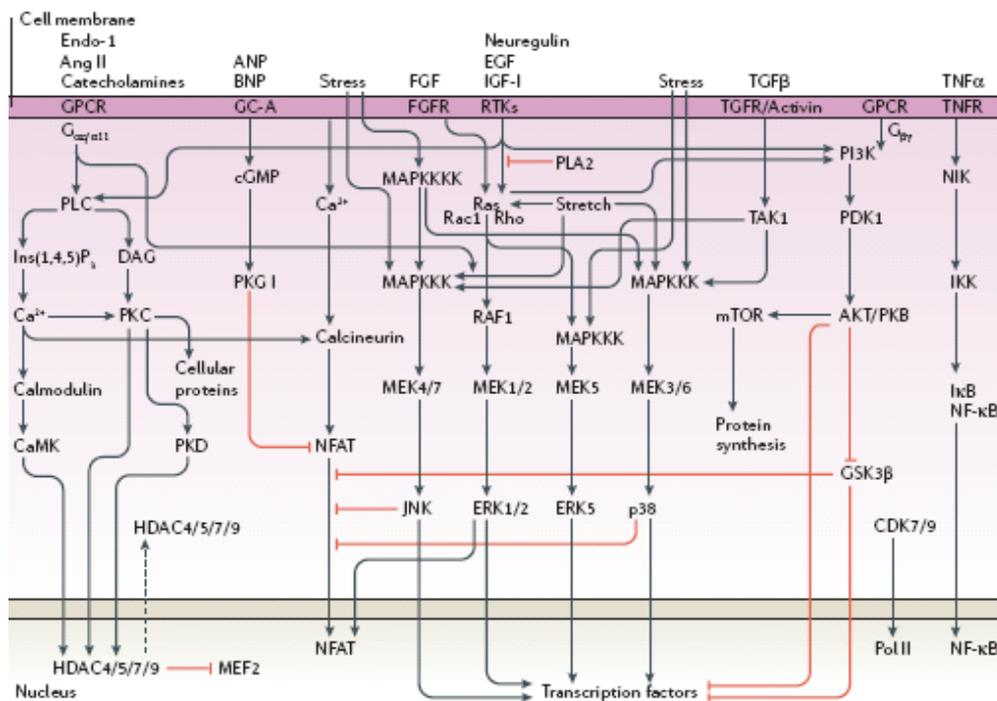 Cell membrane
Endo-1
Ang II
Catecholamines
ANP
BNP
Stress
FGF
Neuregulin
EGF
IGF-I
Stress
TGFβ
TNFα
GPCR
GC-A
FGFR
RTKs
TGFR/Activin
GPCR
TNFR
Gαq/α11
Gβγ
PLA2
PI3K
cGMP
MAPKKKK
NIK
PLC
Ca²⁺
Ras
Rac1 Rho
Stretch
TAK1
PDK1
Ins(1,4,5)P₃
DAG
PKG I
MAPKKK
MAPKKK
IKK
Ca²⁺
PKC
RAF1
mTOR
AKT/PKB
Calcineurin
MAPKKK
Cellular
proteins
Calmodulin
MEK4/7
MEK1/2
MEK5
MEK3/6
IκB
NF-κB
Protein
synthesis
CaMK
PKD
NFAT
GSK3β
JNK
ERK1/2
ERK5
p38
HDAC4/5/7/9
CDK7/9
NFAT
Pol II
NF-κB
HDAC4/5/7/9
MEF2
Nucleus
Transcription factors